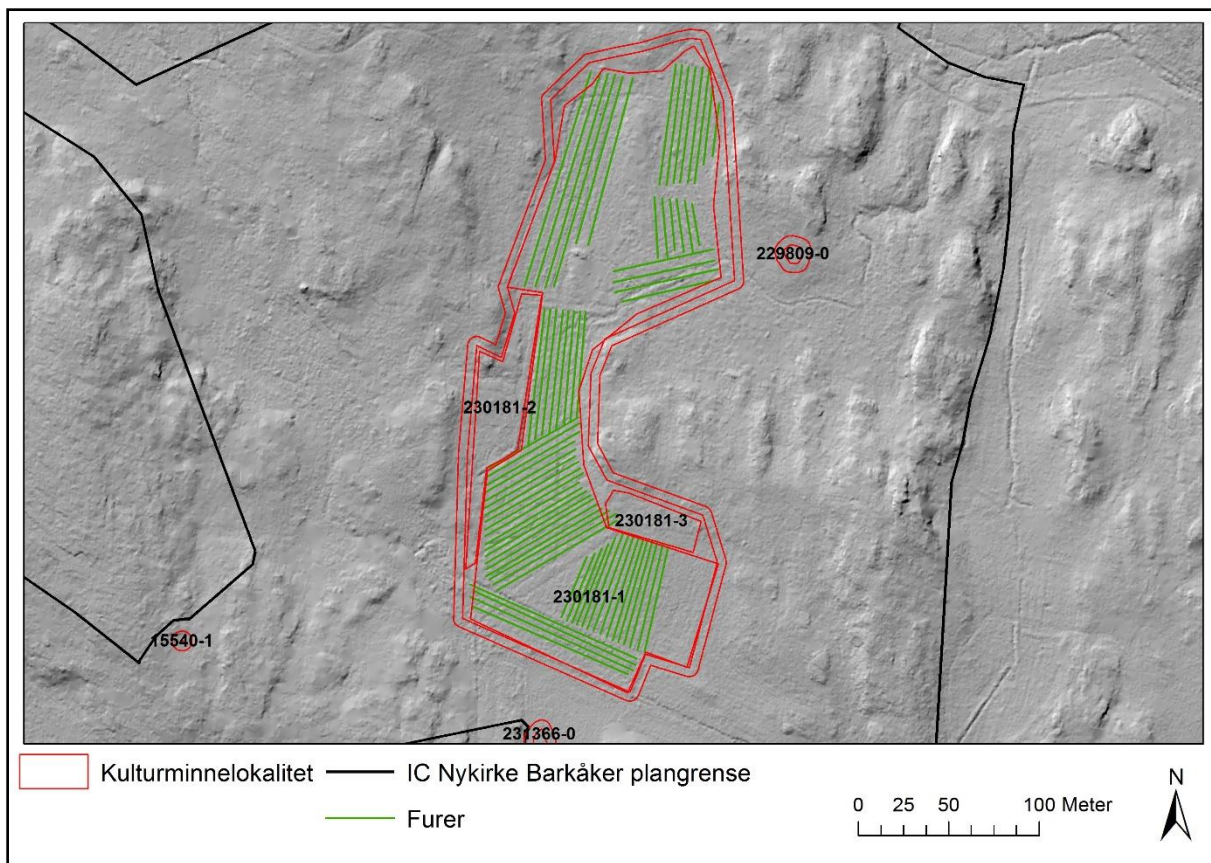 229809-0
230181-2
230181-3
230181-1
15540-1
231366-0
Kulturminnelokalitet
IC Nykirke Barkåker plangrense
Furer
0 25 50 100 Meter
N